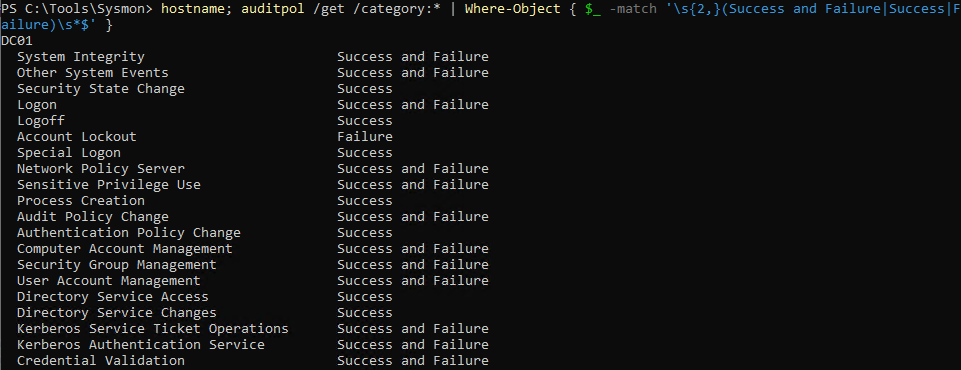 PS C:\Tools\Sysmon> hostname; auditpol /get /category:* | Where-Object { $_ -match '\s{2,}(Success and Failure|Success|F
ailure)\s*$' }
DC01
  System Integrity                        Success and Failure
  Other System Events                     Success and Failure
  Security State Change                   Success
  Logon                                   Success and Failure
  Logoff                                  Success
  Account Lockout                         Failure
  Special Logon                           Success
  Network Policy Server                   Success and Failure
  Sensitive Privilege Use                 Success and Failure
  Process Creation                        Success
  Audit Policy Change                     Success and Failure
  Authentication Policy Change            Success
  Computer Account Management             Success and Failure
  Security Group Management               Success and Failure
  User Account Management                 Success and Failure
  Directory Service Access                Success
  Directory Service Changes               Success
  Kerberos Service Ticket Operations      Success and Failure
  Kerberos Authentication Service         Success and Failure
  Credential Validation                   Success and Failure